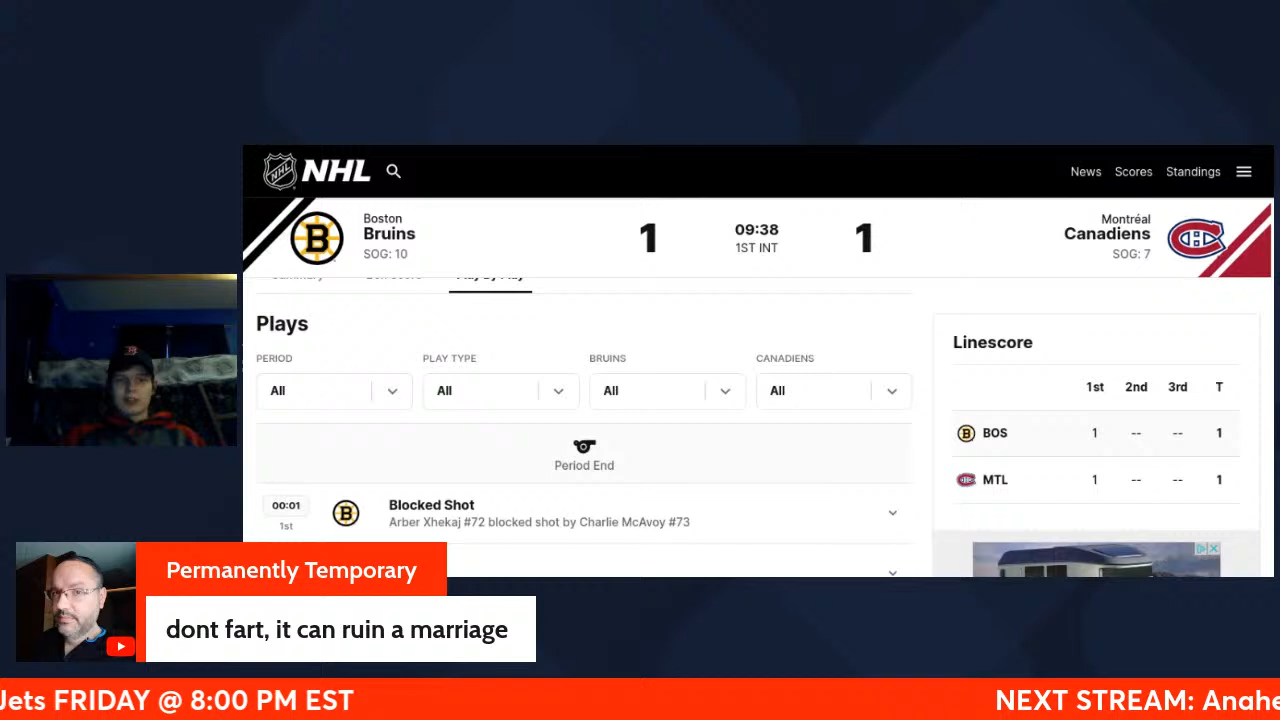 NHL
News Scores Standings
Boston
Bruins
SOG: 10
1
09:38
1ST INT
1
Montréal
Canadiens
SOG: 7
Plays
PERIOD PLAY TYPE BRUINS CANADIENS
All All All All
Period End
00:01
1st
Blocked Shot
Arber Xhekaj #72 blocked shot by Charlie McAvoy #73
Linescore
1st 2nd 3rd T
BOS 1 -- -- 1
MTL 1 -- -- 1
Permanently Temporary
dont fart, it can ruin a marriage
Jets FRIDAY @ 8:00 PM EST
NEXT STREAM: Anahe